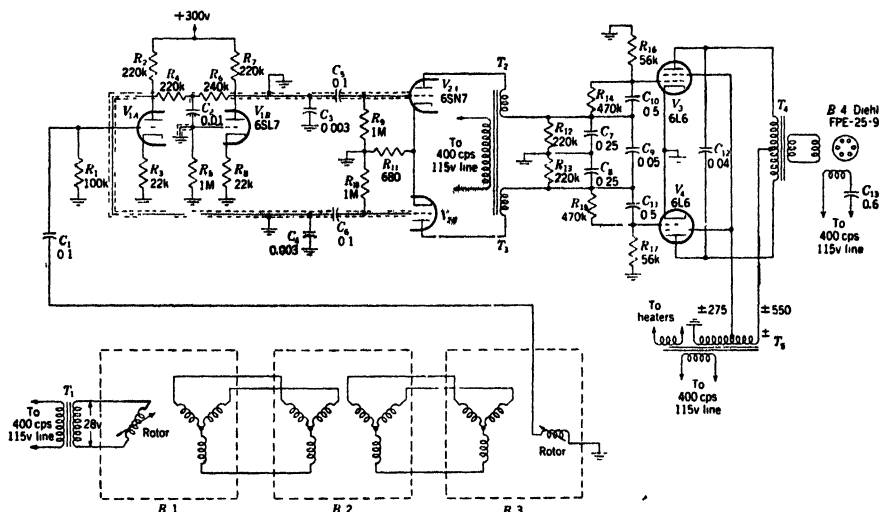 +300v
R2
220k
R4
220k
R6
240k
R7
220k
C5
0 1
V1A
C2
0.01
V1B
6SL7
C3
0 003
R9
1M
R1
100k
R3
22k
R5
1M
R8
22k
R10
1M
R11
680
C4
0.003
C6
0 1
C1
0 1
6SN7
T2
To
400 cps
115v line
T3
R12
220k
R13
220k
R14
470k
R15
470k
C7
0 25
C8
0 25
C9
0 05
C10
0 5
C11
0 5
R16
56k
R17
56k
V3
6L6
V4
6L6
C12
0 04
T4
B 4 Diehl
FPE-25-9
C13
0.6
To
400 cps
115v line
To
heaters
±275
±550
±
T5
To
400 cps
115v line
T1
To
400 cps
115v line
28v
Rotor
Rotor
B 1
B 2
B 3